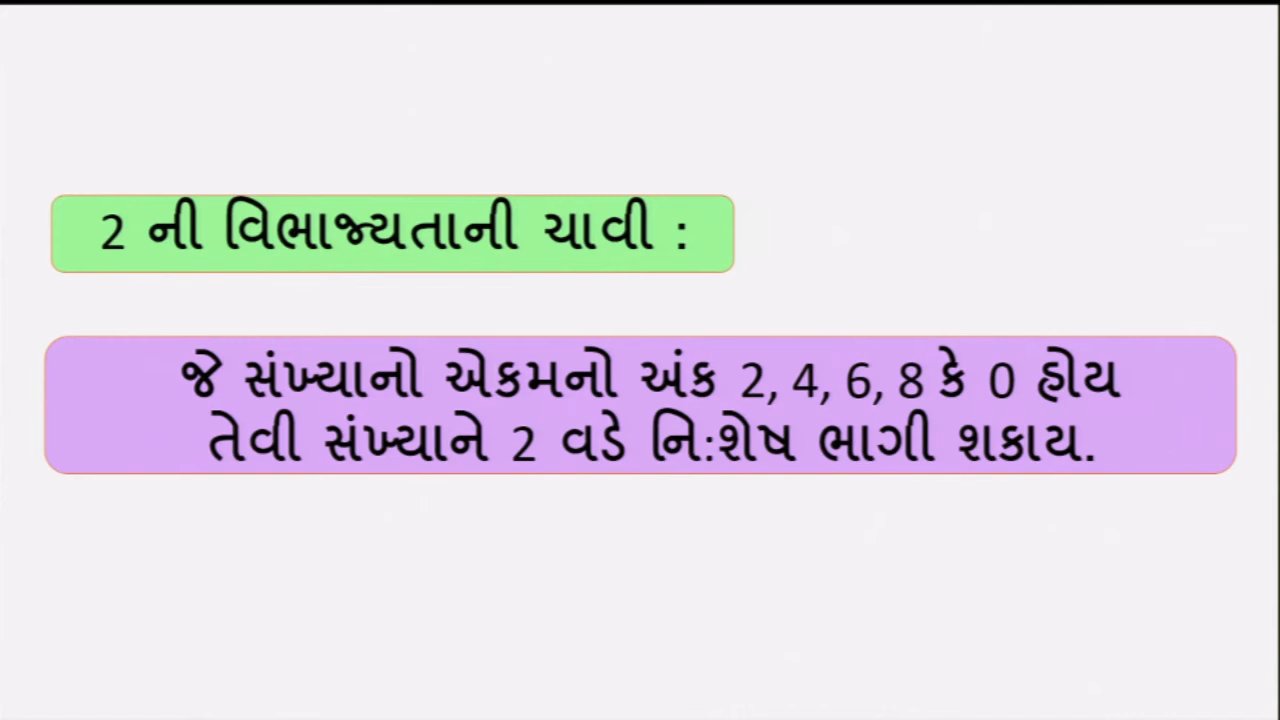 2 ની વિભાજ્યતાની ચાવી :
જે સંખ્યાનો એકમનો અંક 2, 4, 6, 8 કે 0 હોય
તેવી સંખ્યાને 2 વડે નિ:શેષ ભાગી શકાય.